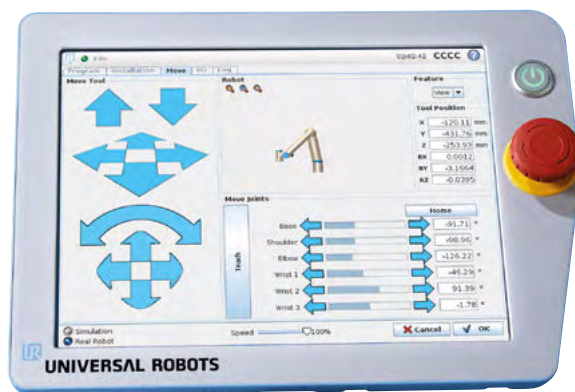 File 02:02:42 CCCC ?
Program Installation Move I/O Log
Move Tool Robot Feature
View
Tool Position
X -120.11 mm
Y -431.76 mm
Z -253.93 mm
RX 0.0012
RY -3.1664
RZ -0.0395
Move Joints
Home
Teach
Base -91.71 °
Shoulder -98.96 °
Elbow -126.22 °
Wrist 1 -46.29 °
Wrist 2 91.39 °
Wrist 3 -1.78 °
Simulation
Real Robot
Speed 100%
Cancel OK
UR
UNIVERSAL ROBOTS